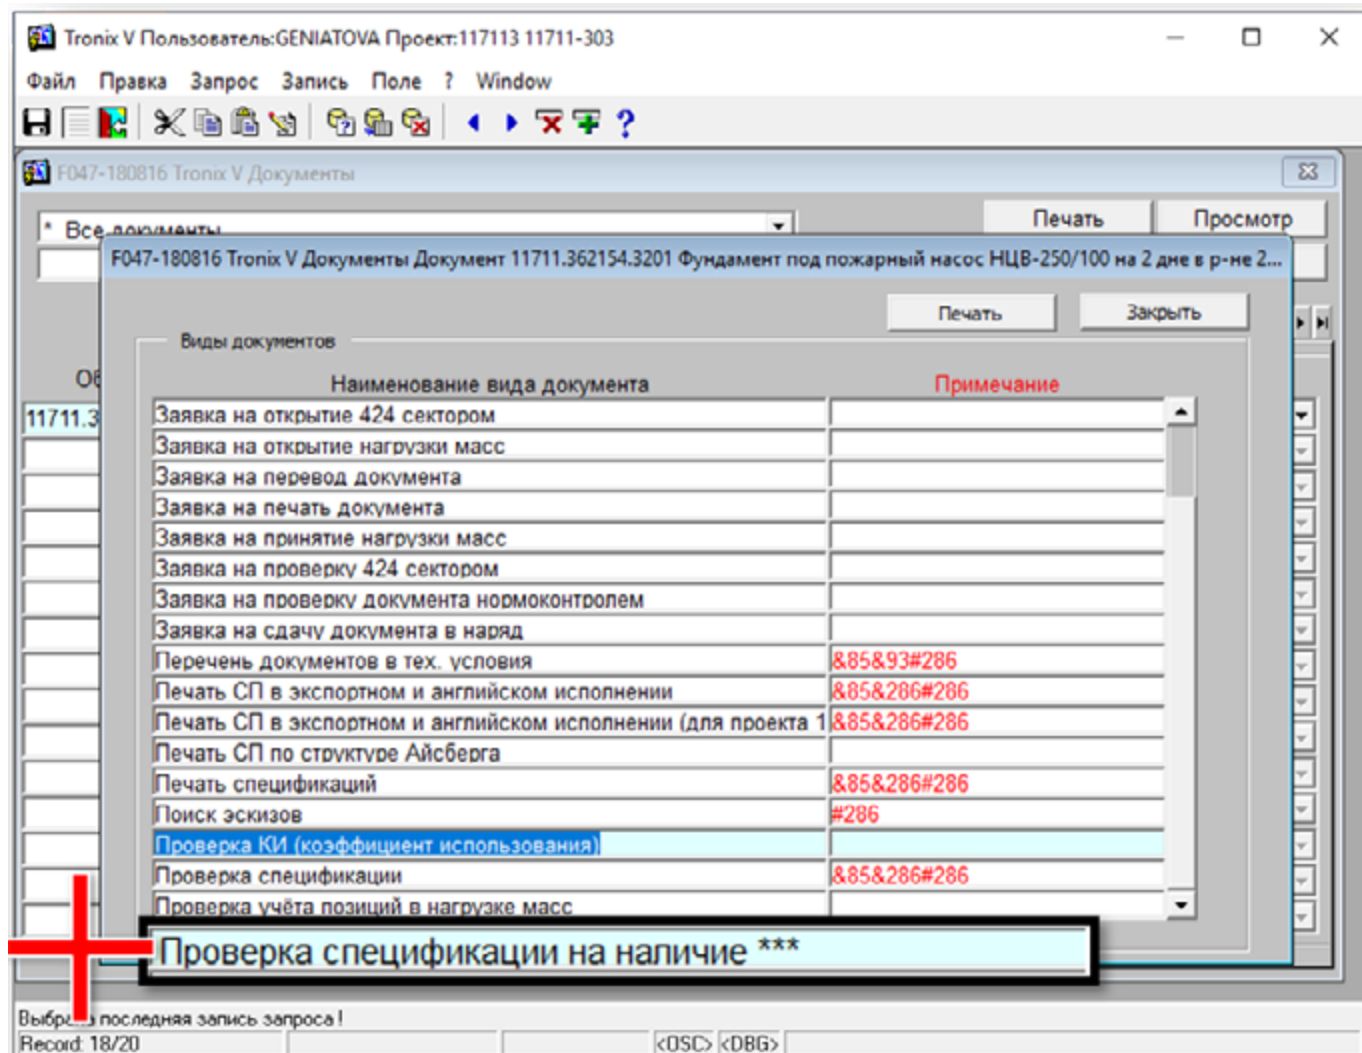 Tronix V Пользователь:GENIATOVA Проект:117113 11711-303
Файл Правка Запрос Запись Поле ? Window
F047-180816 Tronix V Документы
* Все документы
Печать Просмотр
F047-180816 Tronix V Документы Документ 11711.362154.3201 Фундамент под пожарный насос НЦВ-250/100 на 2 дне в р-не 2...
Печать Закрыть
Виды документов
Об
Наименование вида документа Примечание
11711.3
Заявка на открытие 424 сектором
Заявка на открытие нагрузки масс
Заявка на перевод документа
Заявка на печать документа
Заявка на принятие нагрузки масс
Заявка на проверку 424 сектором
Заявка на проверку документа нормоконтролем
Заявка на сдачу документа в наряд
Перечень документов в тех. условия &85&93#286
Печать СП в экспортном и английском исполнении &85&286#286
Печать СП в экспортном и английском исполнении (для проекта 1 &85&286#286
Печать СП по структуре Айсберга
Печать спецификаций &85&286#286
Поиск эскизов #286
Проверка КИ (коэффициент использования)
Проверка спецификации &85&286#286
Проверка учёта позиций в нагрузке масс
Проверка спецификации на наличие ***
Выбрана последняя запись запроса !
Record: 18/20 <OSC> <DBG>